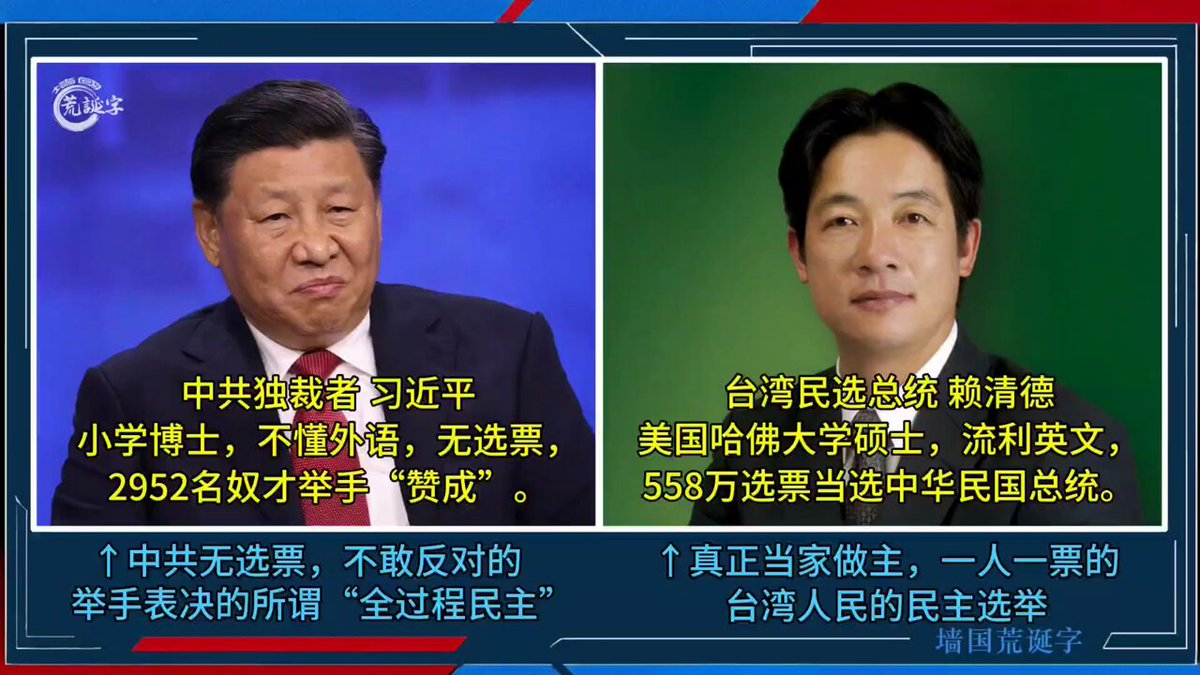 墙国
荒誕字
中共独裁者 习近平
小学博士，不懂外语，无选票，
2952名奴才举手“赞成”。
台湾民选总统 赖清德
美国哈佛大学硕士，流利英文，
558万选票当选中华民国总统。
↑中共无选票，不敢反对的
举手表决的所谓“全过程民主”
↑真正当家做主，一人一票的
台湾人民的民主选举
墙国荒诞字